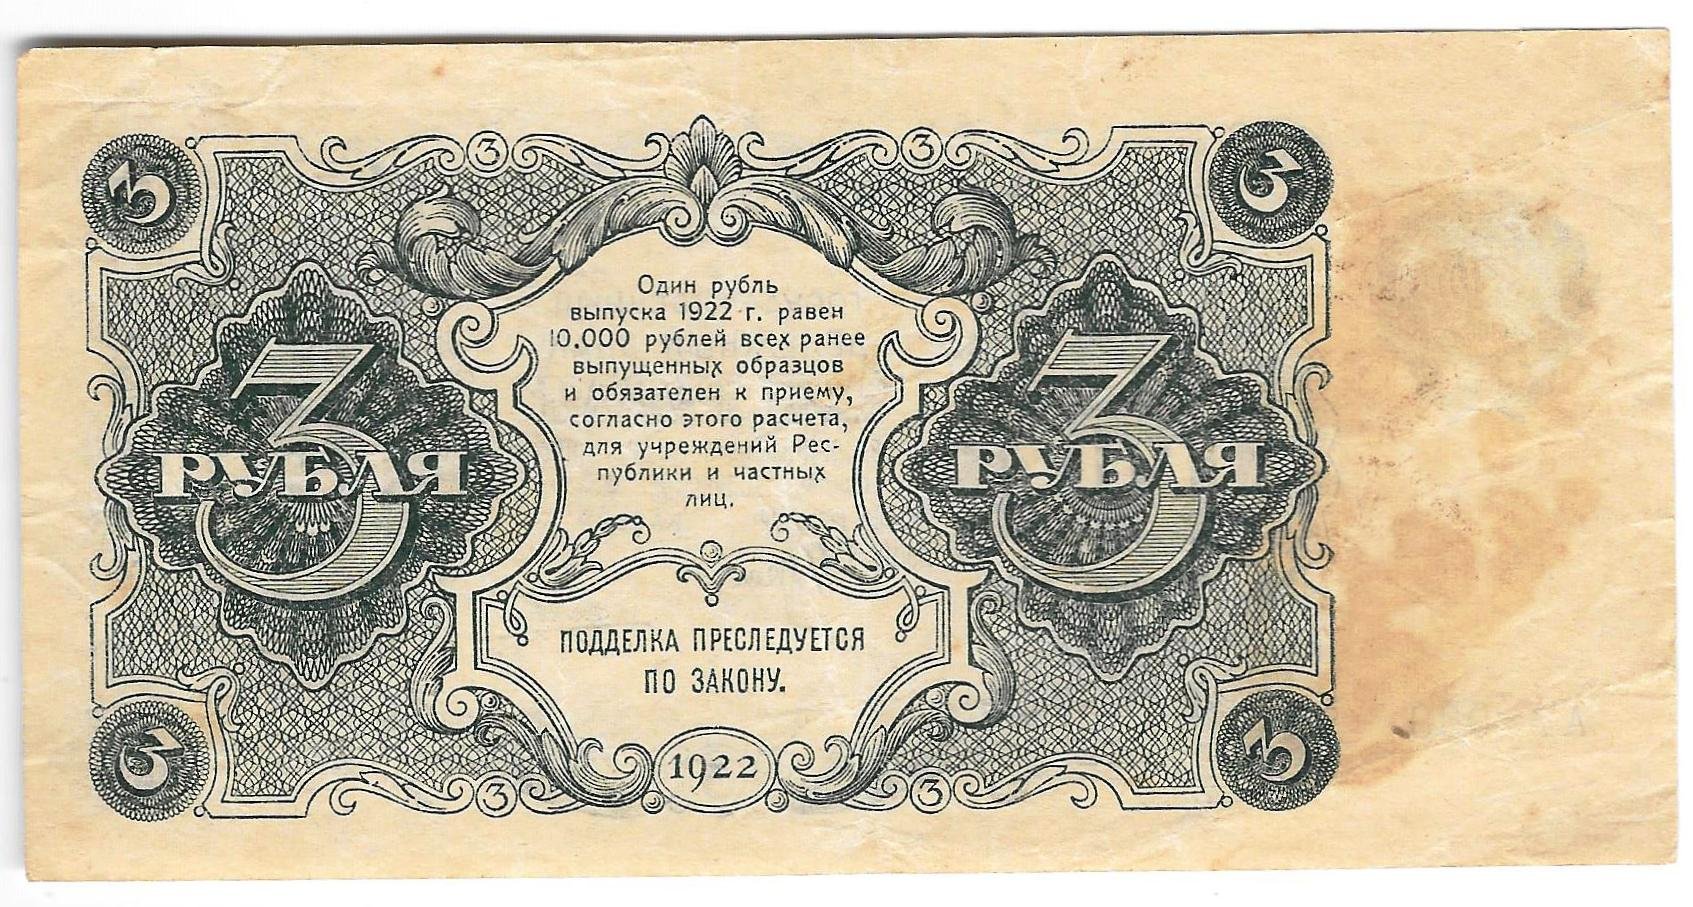 3 3 3 3
Один рубль
выпуска 1922 г. равен
10.000 рублей всех ранее
выпущенных образцов
и обязателен к приему,
согласно этого расчета,
для учреждений Рес-
публики и частных
лиц.
3 РУБЛЯ
3 РУБЛЯ
ПОДДЕЛКА ПРЕСЛЕДУЕТСЯ
ПО ЗАКОНУ.
3 3 1922 3 3